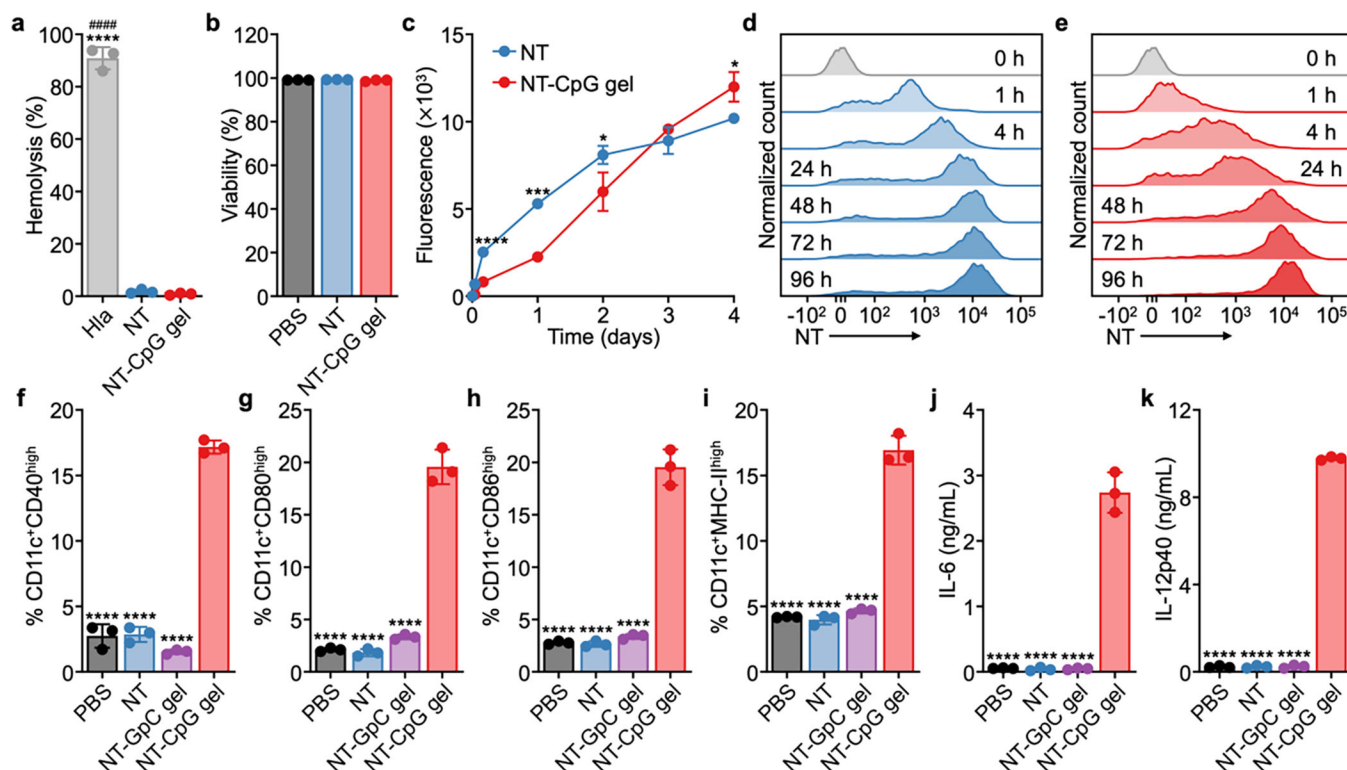 a
####
****
Hemolysis (%)
100
80
60
40
20
0
Hla
NT
NT-CpG gel
b
Viability (%)
120
100
80
60
40
20
0
PBS
NT
NT-CpG gel
c
Fluorescence (×10³)
15
10
5
0
NT
NT-CpG gel
****
***
*
*
0
1
2
3
4
Time (days)
d
Normalized count
0 h
1 h
4 h
24 h
48 h
72 h
96 h
-10² 0 10² 10³ 10⁴ 10⁵
NT
e
Normalized count
0 h
1 h
4 h
24 h
48 h
72 h
96 h
-10² 0 10² 10³ 10⁴ 10⁵
NT
f
% CD11c⁺CD40ʰⁱᵍʰ
20
15
10
5
0
**** ****
****
PBS
NT
NT-GpC gel
NT-CpG gel
g
% CD11c⁺CD80ʰⁱᵍʰ
25
20
15
10
5
0
**** **** ****
PBS
NT
NT-GpC gel
NT-CpG gel
h
% CD11c⁺CD86ʰⁱᵍʰ
25
20
15
10
5
0
**** **** ****
PBS
NT
NT-GpC gel
NT-CpG gel
i
% CD11c⁺MHC-IIʰⁱᵍʰ
20
15
10
5
0
**** **** ****
PBS
NT
NT-GpC gel
NT-CpG gel
j
IL-6 (ng/mL)
4
3
2
1
0
**** **** ****
PBS
NT
NT-GpC gel
NT-CpG gel
k
IL-12p40 (ng/mL)
12
8
4
0
**** **** ****
PBS
NT
NT-GpC gel
NT-CpG gel